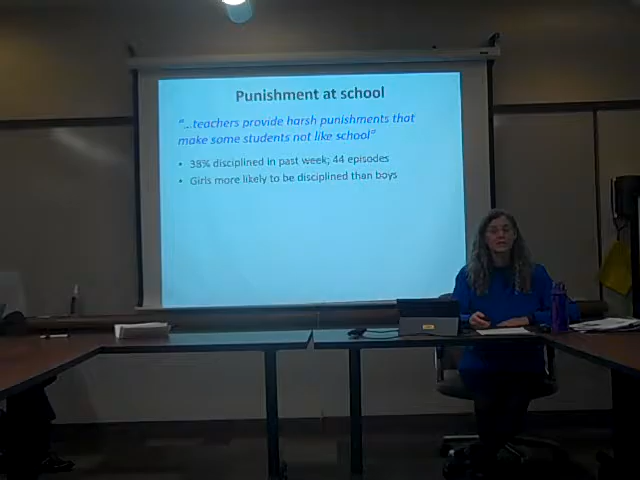 Punishment at school
"...teachers provide harsh punishments that
make some students not like school"
• 38% disciplined in past week; 44 episodes
• Girls more likely to be disciplined than boys